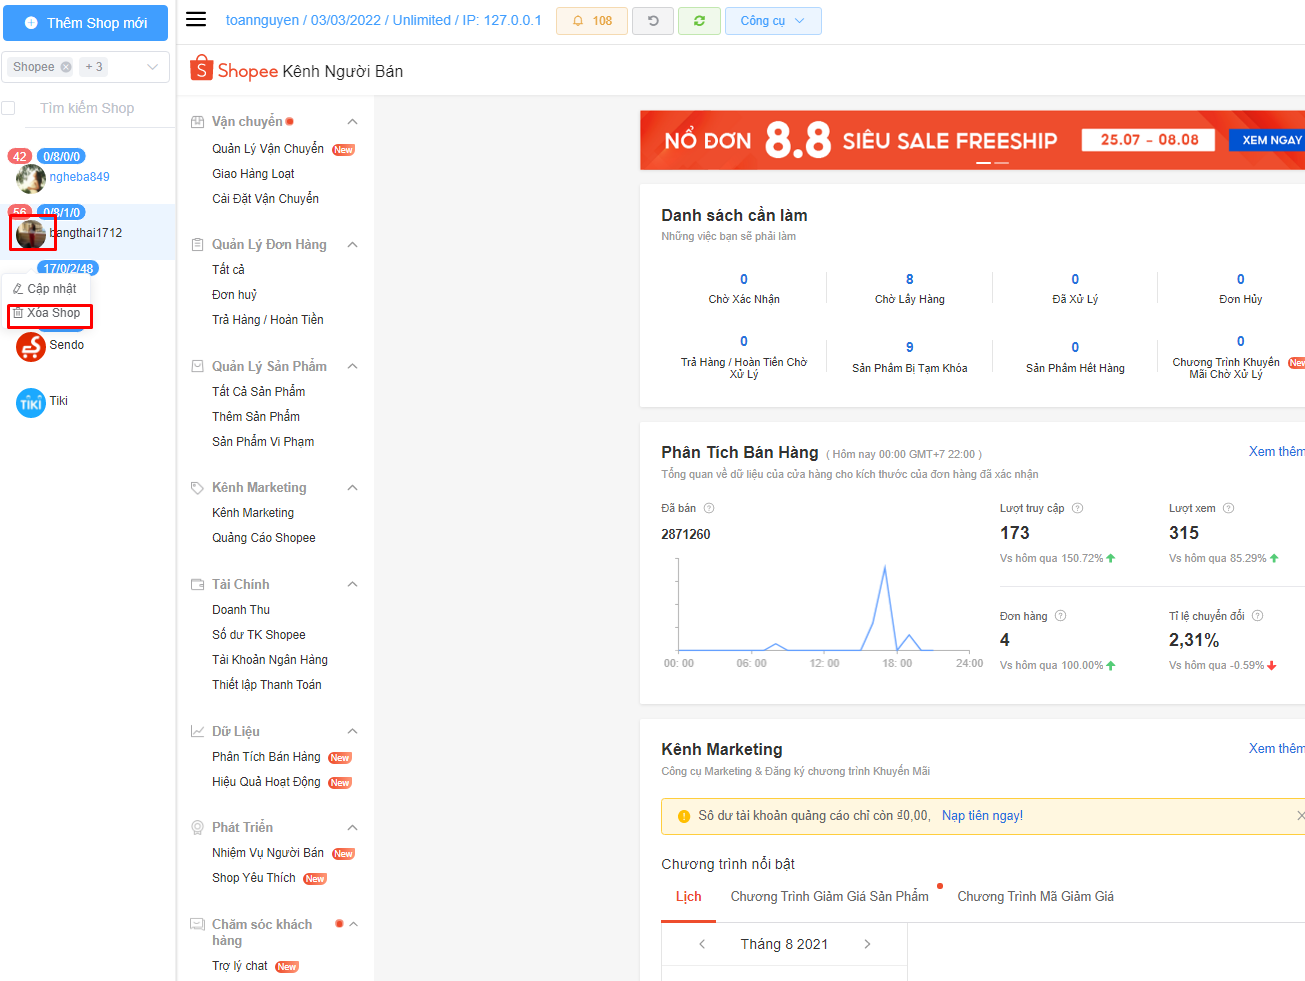 Thêm Shop mới
toannguyen / 03/03/2022 / Unlimited / IP: 127.0.0.1
108
Công cụ
Shopee
+ 3
Tìm kiếm Shop
42
0/8/0/0
ngheba849
56
0/8/1/0
bangthai1712
17/0/2/48
Cập nhật
Xóa Shop
Sendo
TIKI
Tiki
Shopee Kênh Người Bán
Vận chuyển
Quản Lý Vận Chuyển New
Giao Hàng Loạt
Cài Đặt Vận Chuyển
Quản Lý Đơn Hàng
Tất cả
Đơn huỷ
Trả Hàng / Hoàn Tiền
Quản Lý Sản Phẩm
Tất Cả Sản Phẩm
Thêm Sản Phẩm
Sản Phẩm Vi Phạm
Kênh Marketing
Kênh Marketing
Quảng Cáo Shopee
Tài Chính
Doanh Thu
Số dư TK Shopee
Tài Khoản Ngân Hàng
Thiết lập Thanh Toán
Dữ Liệu
Phân Tích Bán Hàng New
Hiệu Quả Hoạt Động New
Phát Triển
Nhiệm Vụ Người Bán New
Shop Yêu Thích New
Chăm sóc khách
hàng
Trợ lý chat New
NỔ ĐƠN 8.8 SIÊU SALE FREESHIP 25.07 - 08.08 XEM NGAY
Danh sách cần làm
Những việc bạn sẽ phải làm
0
Chờ Xác Nhận
8
Chờ Lấy Hàng
0
Đã Xử Lý
0
Đơn Hủy
0
Trả Hàng / Hoàn Tiền Chờ
Xử Lý
9
Sản Phẩm Bị Tạm Khóa
0
Sản Phẩm Hết Hàng
0
Chương Trình Khuyến
Mãi Chờ Xử Lý
New
Phân Tích Bán Hàng ( Hôm nay 00:00 GMT+7 22:00 )
Xem thêm
Tổng quan về dữ liệu của cửa hàng cho kích thước của đơn hàng đã xác nhận
Đã bán
2871260
00: 00 06: 00 12: 00 18: 00 24:00
Lượt truy cập
173
Vs hôm qua 150.72%
Lượt xem
315
Vs hôm qua 85.29%
Đơn hàng
4
Vs hôm qua 100.00%
Tỉ lệ chuyển đổi
2,31%
Vs hôm qua -0.59%
Kênh Marketing
Xem thêm
Công cụ Marketing & Đăng ký chương trình Khuyến Mãi
Số dư tài khoản quảng cáo chỉ còn ₫0,00, Nạp tiền ngay!
Chương trình nổi bật
Lịch
Chương Trình Giảm Giá Sản Phẩm
Chương Trình Mã Giảm Giá
Tháng 8 2021